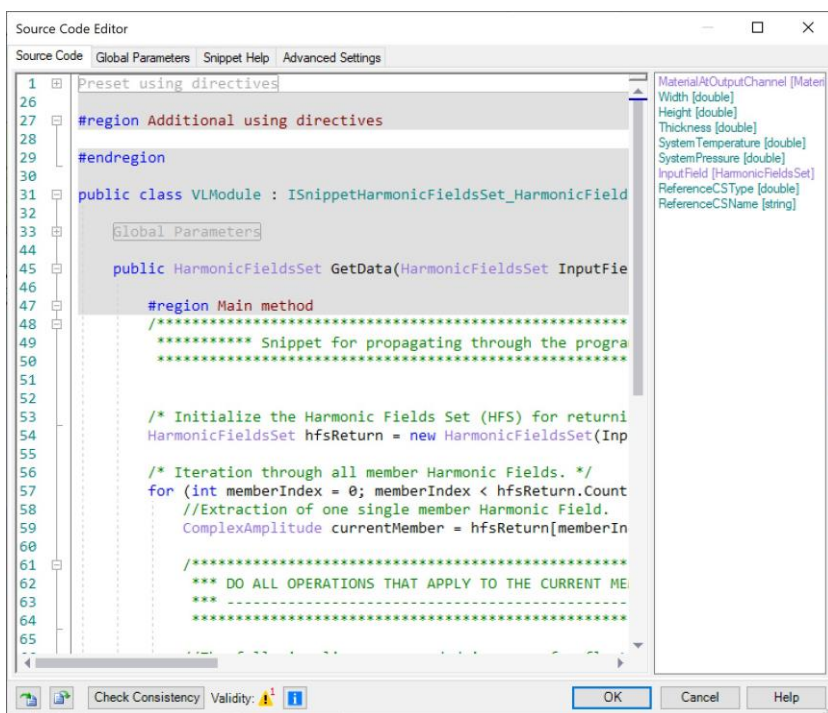 Source Code Editor
Source Code Global Parameters Snippet Help Advanced Settings
1 Preset using directives
26
27 #region Additional using directives
28
29 #endregion
30
31 public class VLModule : ISnippetHarmonicFieldsSet_HarmonicField
32
33 Global Parameters
44
45 public HarmonicFieldsSet GetData(HarmonicFieldsSet InputFie
46
47 #region Main method
48 /******************************************************
49 *********** Snippet for propagating through the progra
50 ******************************************************
51
52
53 /* Initialize the Harmonic Fields Set (HFS) for returni
54 HarmonicFieldsSet hfsReturn = new HarmonicFieldsSet(Inp
55
56 /* Iteration through all member Harmonic Fields. */
57 for (int memberIndex = 0; memberIndex < hfsReturn.Count
58 //Extraction of one single member Harmonic Field.
59 ComplexAmplitude currentMember = hfsReturn[memberIn
60
61 /**************************************************
62 *** DO ALL OPERATIONS THAT APPLY TO THE CURRENT ME
63 *** ----------------------------------------------
64 **************************************************
65
MaterialAtOutputChannel [Materi
Width [double]
Height [double]
Thickness [double]
SystemTemperature [double]
SystemPressure [double]
InputField [HarmonicFieldsSet]
ReferenceCSType [double]
ReferenceCSName [string]
Check Consistency Validity: 1 OK Cancel Help